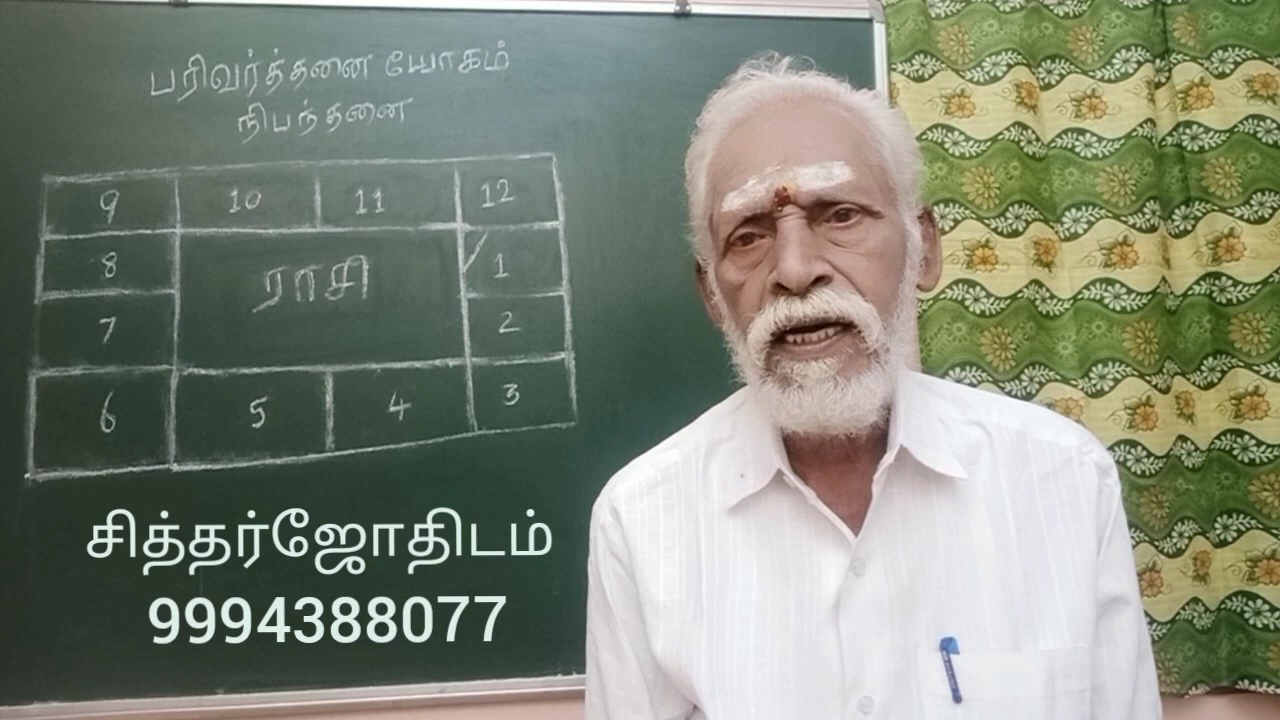 பரிவர்த்தனை யோகம்
நிபந்தனை
9 10 11 12
8 ராசி 1
7 2
6 5 4 3
சித்தர்ஜோதிடம்
9994388077